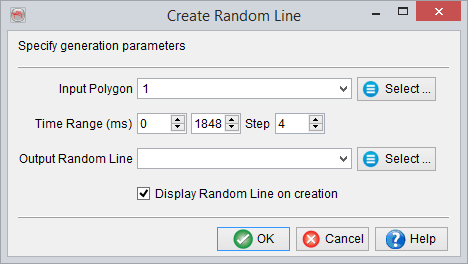 Create Random Line
Specify generation parameters
Input Polygon 1 Select ...
Time Range (ms) 0 1848 Step 4
Output Random Line Select ...
Display Random Line on creation
OK Cancel Help